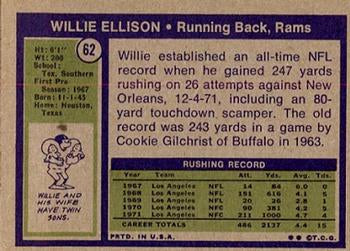 WILLIE ELLISON • Running Back, Rams
62
Ht: 6'1"
Wt: 200
School:
Tex. Southern
First Pro
Season: 1967
Born: 11-1-45
Home: Houston,
Texas
Willie established an all-time NFL
record when he gained 247 yards
rushing on 26 attempts against New
Orleans, 12-4-71, including an 80-
yard touchdown scamper. The old
record was 243 yards in a game by
Cookie Gilchrist of Buffalo in 1963.
WILLIE AND
HIS WIFE
HAVE TWIN
SONS.
RUSHING RECORD
Year Team Att. Yds. Avg. Tds.
1967 Los Angeles NFL 14 84 6.0 0
1968 Los Angeles NFL 151 616 4.1
1969 Los Angeles NFL 20 56 2.8 1
1970 Los Angeles NFC 90 381 4.2
1971 Los Angeles NFC 211 1000 4.7 4
CAREER TOTALS 486 2137 4.4 15
PRTD. IN U.S.A. © T.C.G.